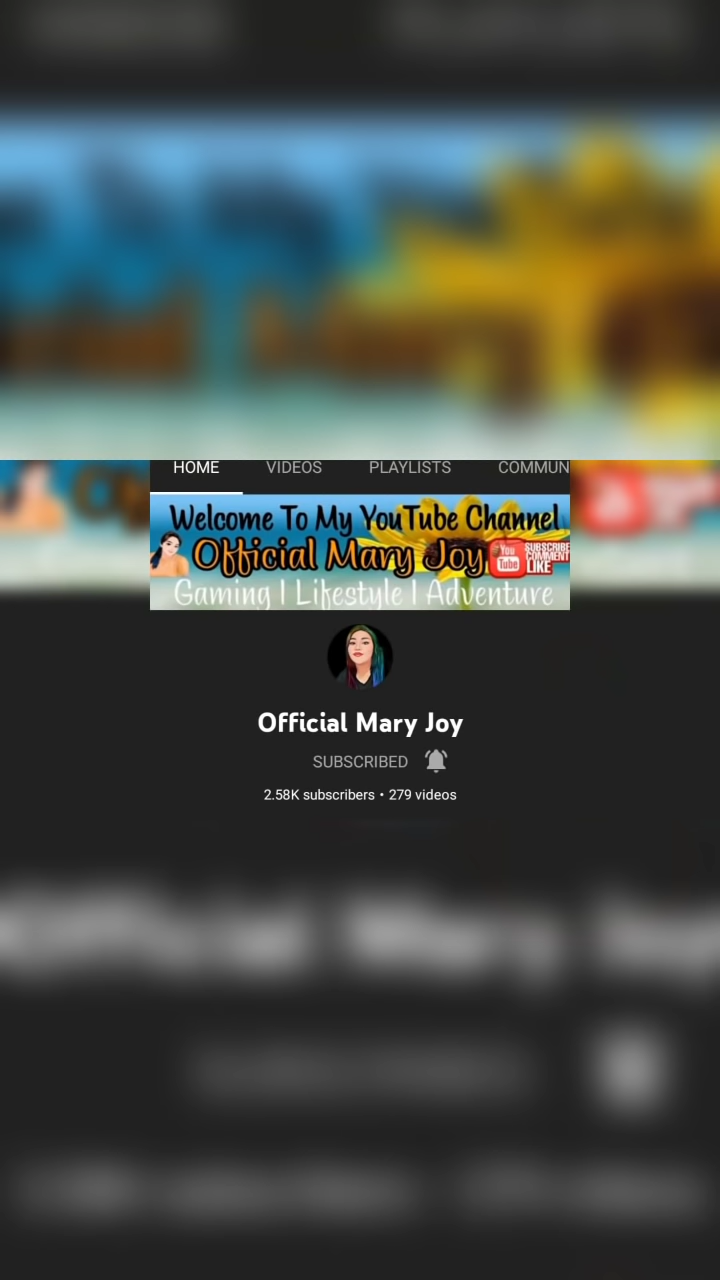 HOME VIDEOS PLAYLISTS COMMUN
Welcome To My YouTube Channel
Official Mary Joy
You Tube
SUBSCRIBE
COMMENT
LIKE
Gaming | Lifestyle | Adventure
Official Mary Joy
SUBSCRIBED
2.58K subscribers • 279 videos